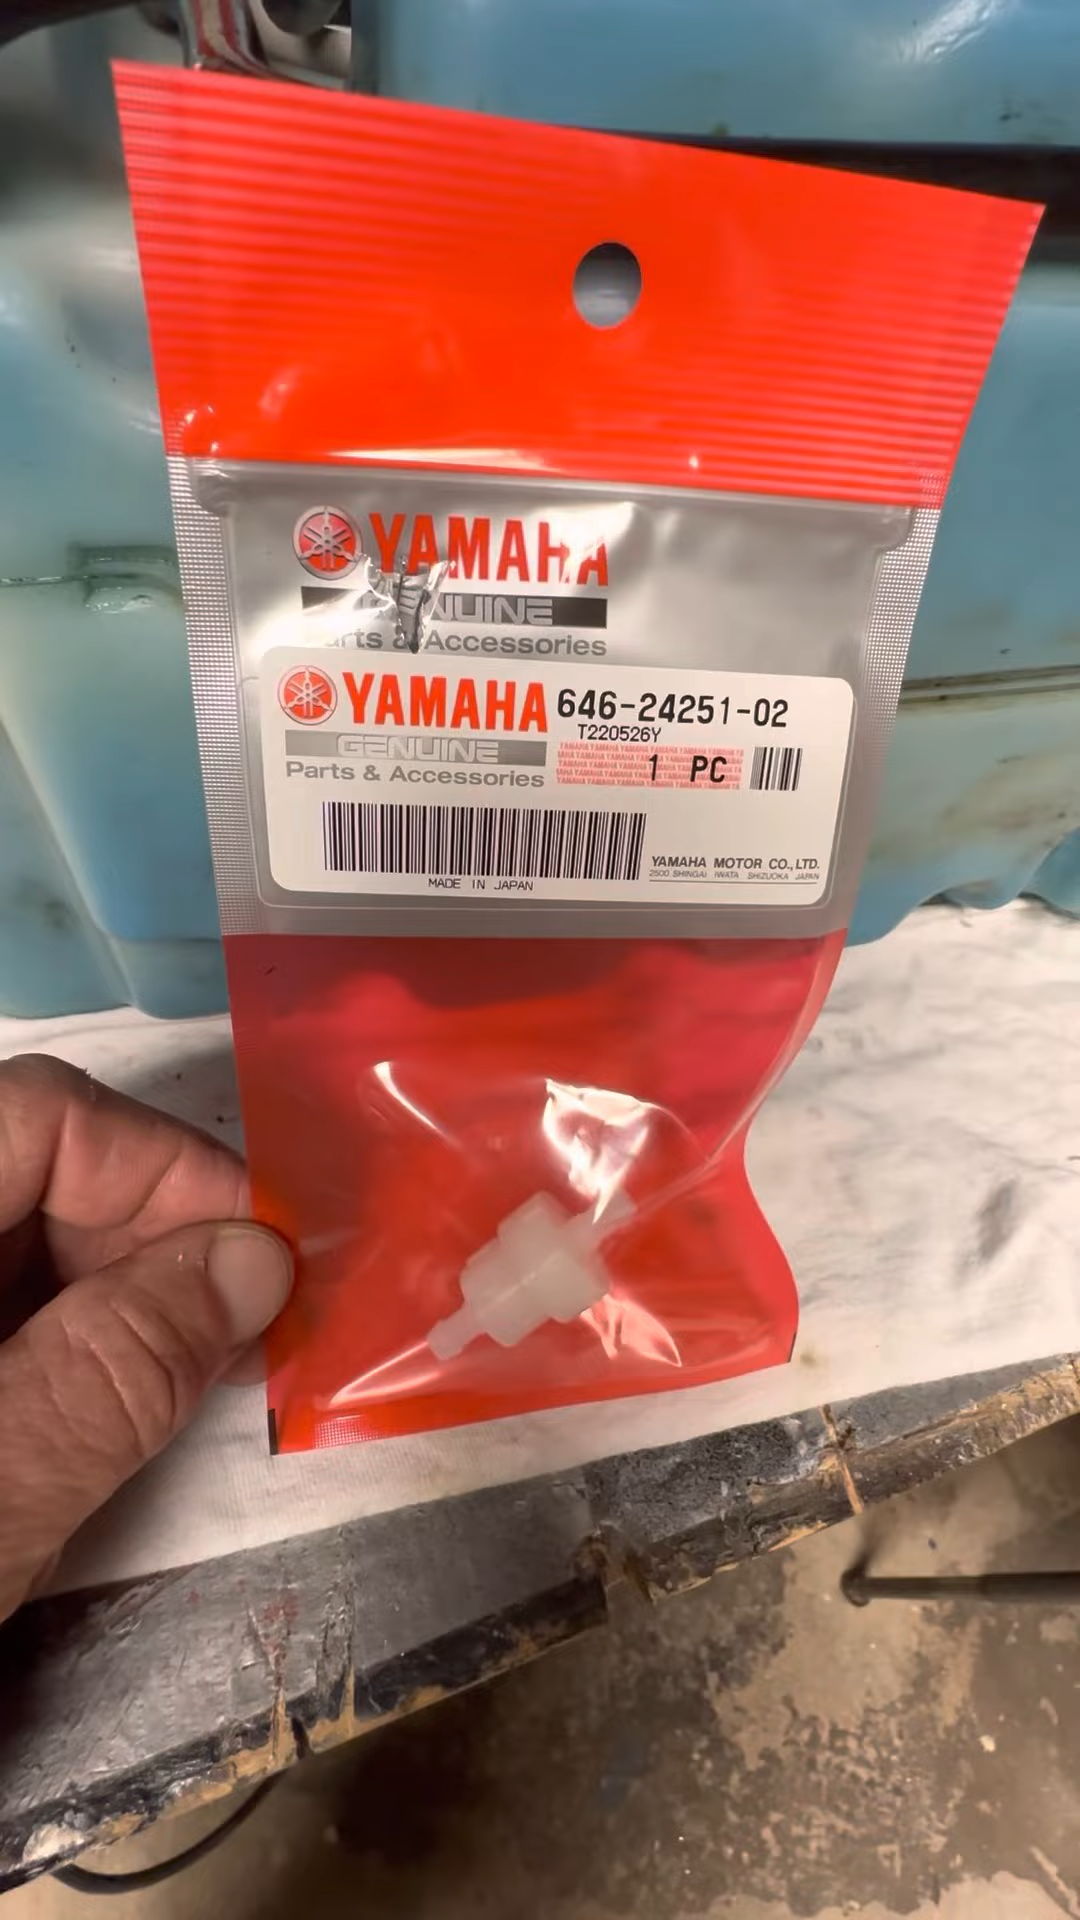 YAMAHA
GENUINE
Parts & Accessories
YAMAHA 646-24251-02
T220526Y
GENUINE
1 PC
Parts & Accessories
YAMAHA MOTOR CO.,LTD.
2500 SHINGAI IWATA SHIZUOKA JAPAN
MADE IN JAPAN